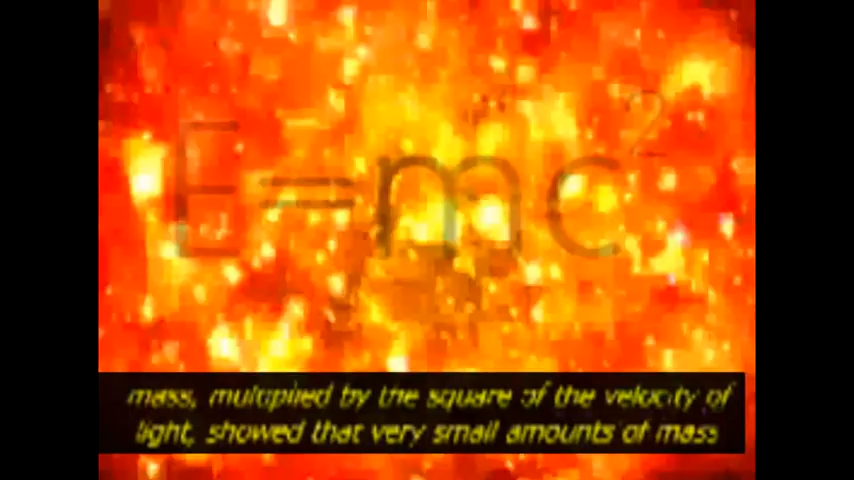 E=mc²
mass, multiplied by the square of the velocity of
light, showed that very small amounts of mass